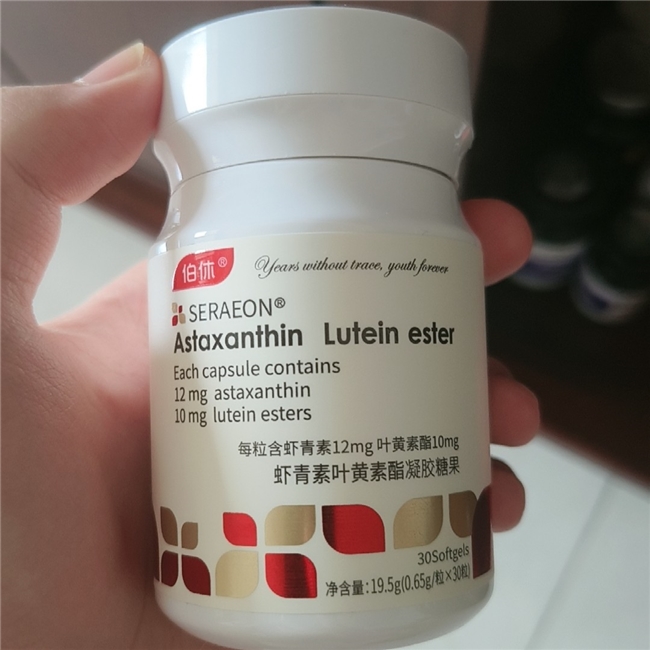 伯休®
Years without trace, youth forever
SERAEON®
Astaxanthin Lutein ester
Each capsule contains
12 mg astaxanthin
10 mg lutein esters
每粒含虾青素12mg 叶黄素酯10mg
虾青素叶黄素酯凝胶糖果
30Softgels
净含量:19.5g(0.65g/粒×30粒)